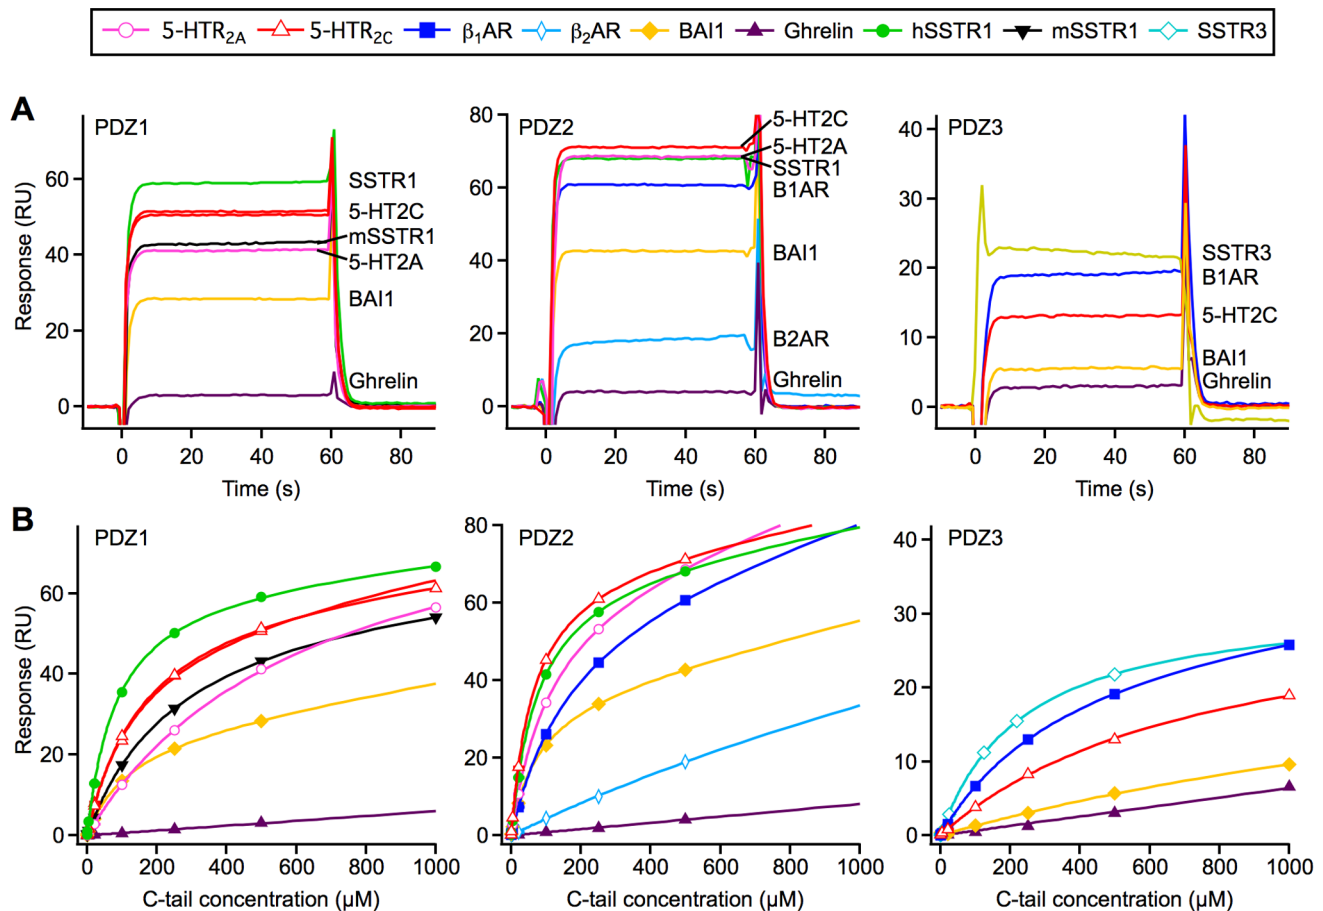 5-HTR2A 5-HTR2C β1AR β2AR BAI1 Ghrelin hSSTR1 mSSTR1 SSTR3
A
PDZ1
Response (RU)
60
40
20
0
SSTR1
5-HT2C
mSSTR1
5-HT2A
BAI1
Ghrelin
0 20 40 60 80
Time (s)
PDZ2
80
60
40
20
0
5-HT2C
5-HT2A
SSTR1
B1AR
BAI1
B2AR
Ghrelin
0 20 40 60 80
Time (s)
PDZ3
40
30
20
10
0
SSTR3
B1AR
5-HT2C
BAI1
Ghrelin
0 20 40 60 80
Time (s)
B
PDZ1
Response (RU)
60
40
20
0
0 200 400 600 800 1000
C-tail concentration (µM)
PDZ2
80
60
40
20
0
0 200 400 600 800 1000
C-tail concentration (µM)
PDZ3
40
30
20
10
0
0 200 400 600 800 1000
C-tail concentration (µM)